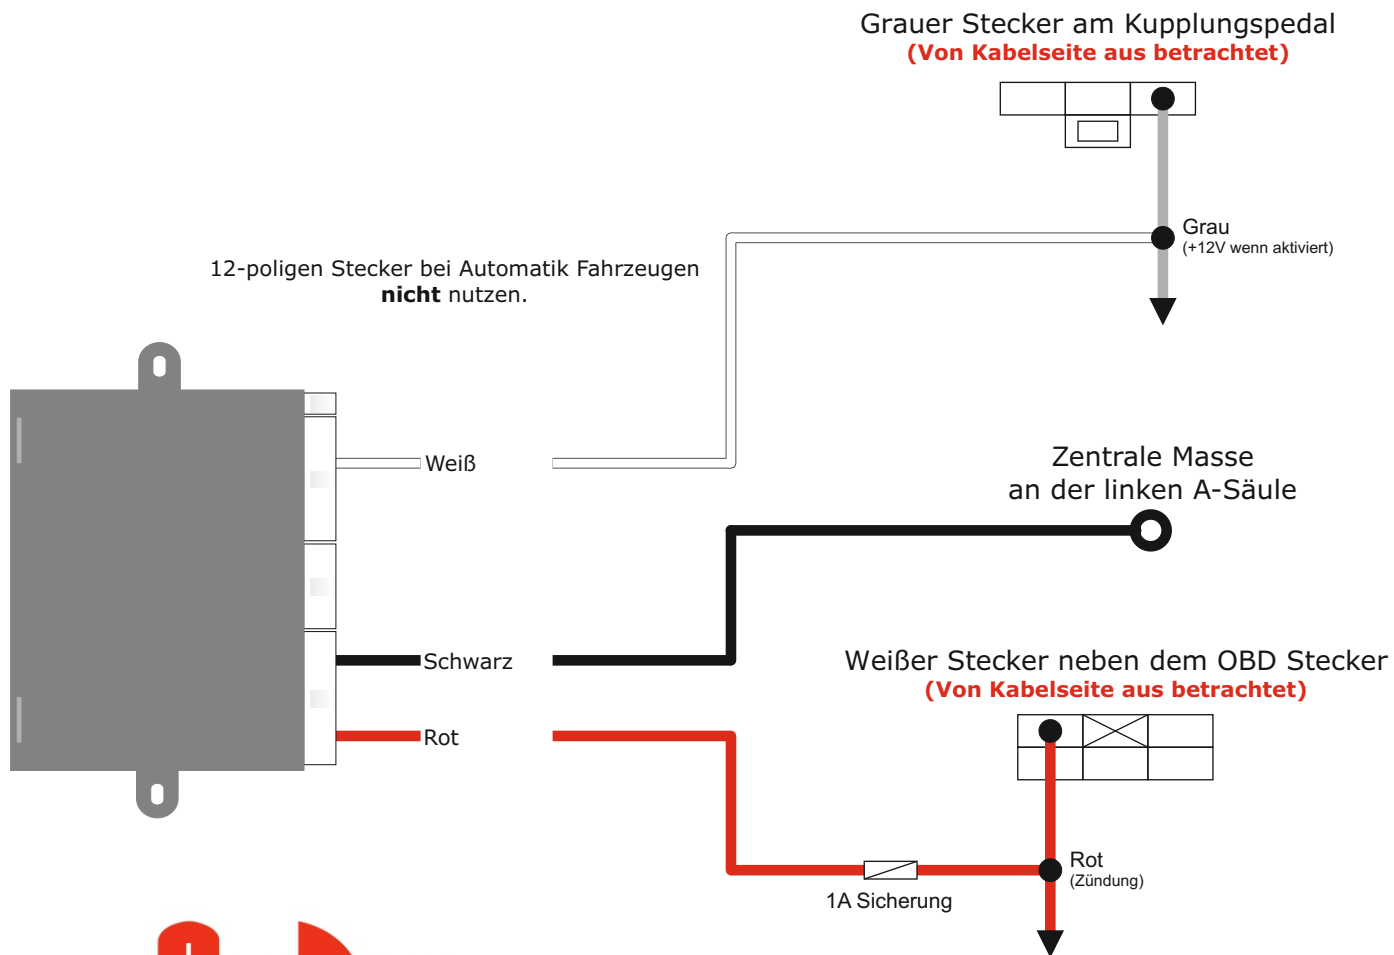 Grauer Stecker am Kupplungspedal
(Von Kabelseite aus betrachtet)
Grau
(+12V wenn aktiviert)
12-poligen Stecker bei Automatik Fahrzeugen
nicht nutzen.
Weiß
Zentrale Masse
an der linken A-Säule
Schwarz
Weißer Stecker neben dem OBD Stecker
(Von Kabelseite aus betrachtet)
Rot
Rot
(Zündung)
1A Sicherung